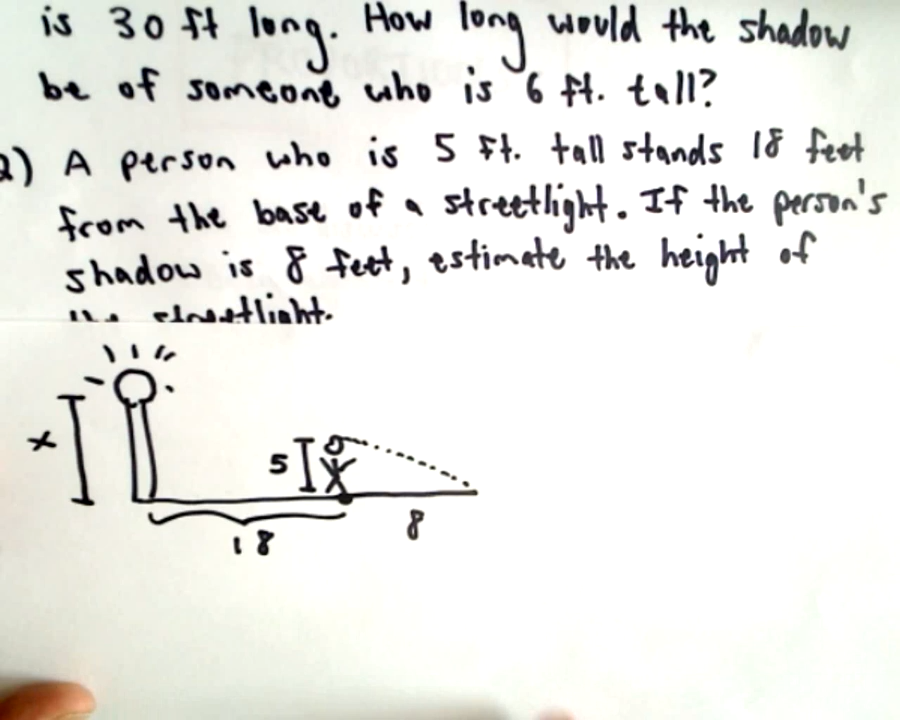 is 30 ft long. How long would the shadow
be of someone who is 6 ft. tall?
2) A person who is 5 ft. tall stands 18 feet
from the base of a streetlight. If the person's
shadow is 8 feet, estimate the height of
the streetlight.
x
5
18
8